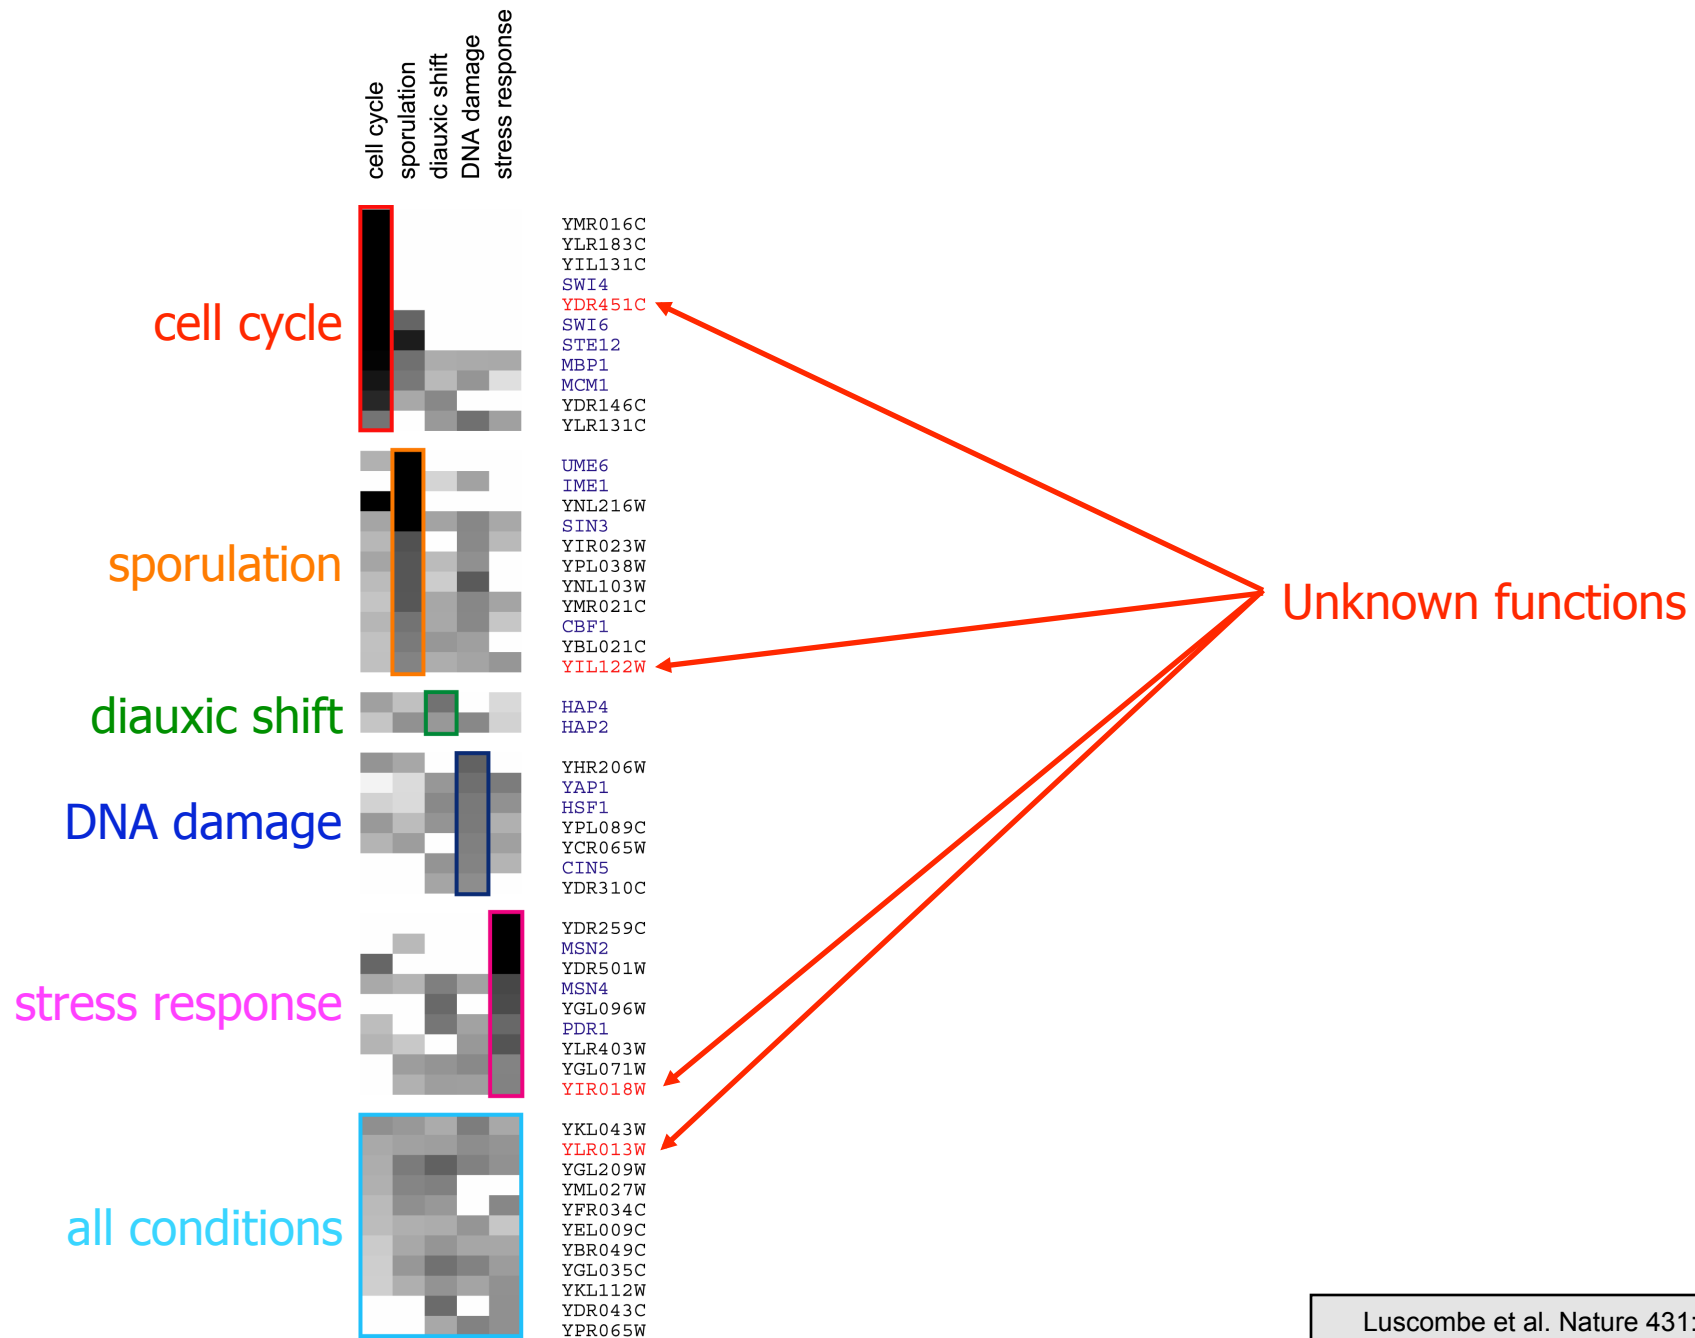 cell cycle
sporulation
diauxic shift
DNA damage
stress response
cell cycle
YMR016C
YLR183C
YIL131C
SWI4
YDR451C
SWI6
STE12
MBP1
MCM1
YDR146C
YLR131C
sporulation
UME6
IME1
YNL216W
SIN3
YIR023W
YPL038W
YNL103W
YMR021C
CBF1
YBL021C
YIL122W
Unknown functions
diauxic shift
HAP4
HAP2
DNA damage
YHR206W
YAP1
HSF1
YPL089C
YCR065W
CIN5
YDR310C
stress response
YDR259C
MSN2
YDR501W
MSN4
YGL096W
PDR1
YLR403W
YGL071W
YIR018W
all conditions
YKL043W
YLR013W
YGL209W
YML027W
YFR034C
YEL009C
YBR049C
YGL035C
YKL112W
YDR043C
YPR065W
Luscombe et al. Nature 431: